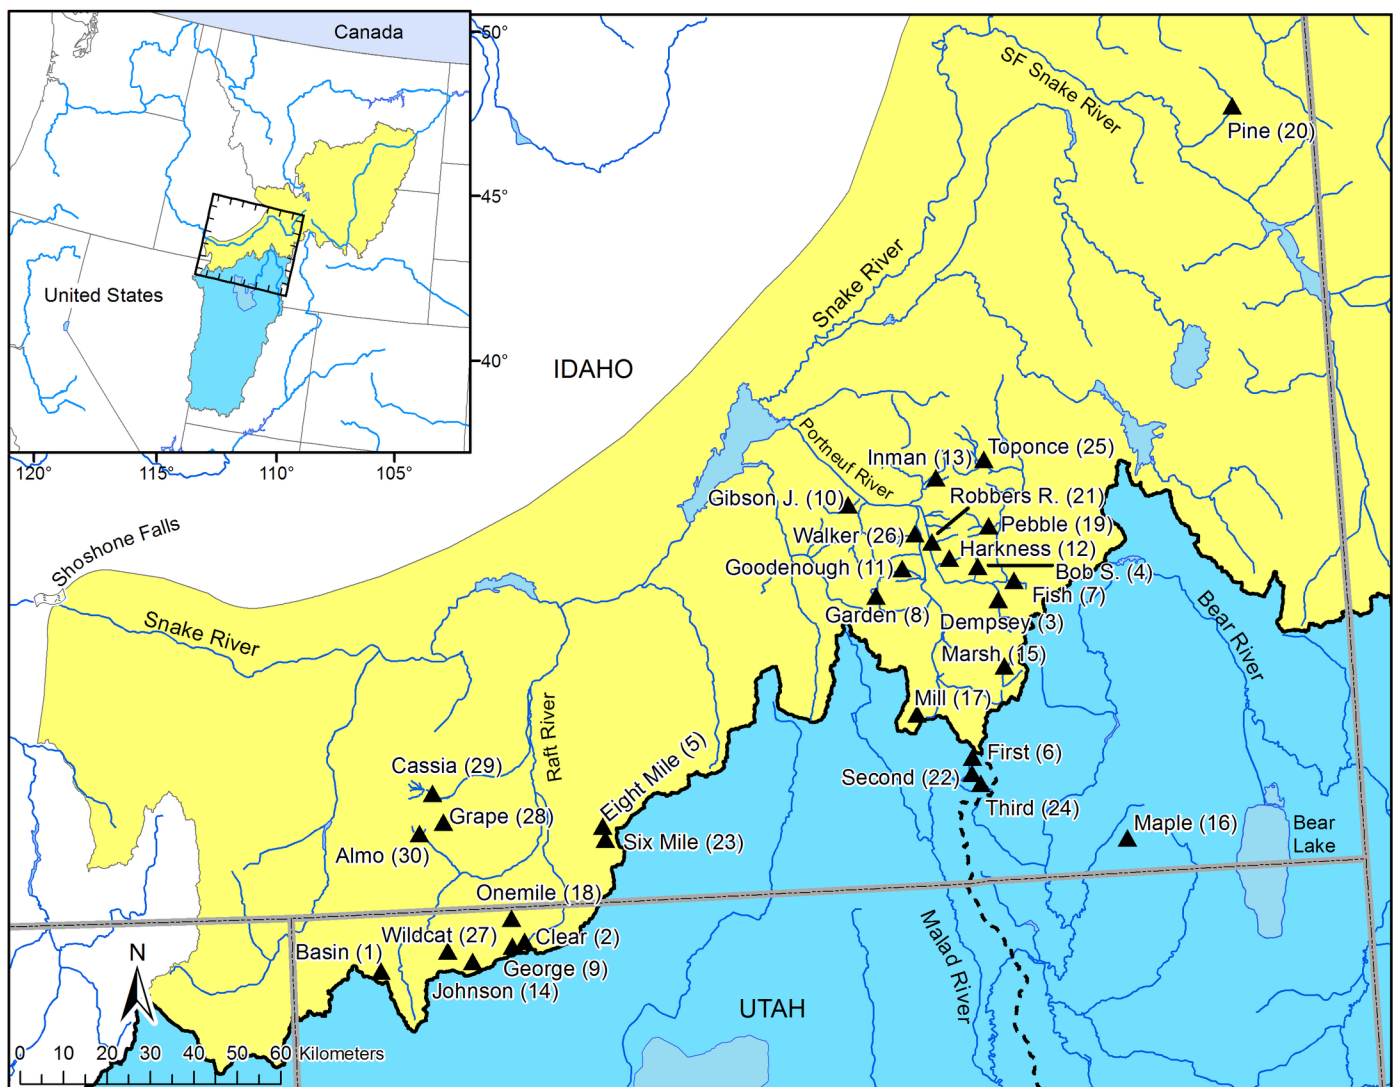 Canada
United States
50°
45°
40°
120°
115°
110°
105°
SF Snake River
Pine (20)
Snake River
IDAHO
Portneuf River
Inman (13)
Toponce (25)
Gibson J. (10)
Robbers R. (21)
Walker (26)
Pebble (19)
Harkness (12)
Goodenough (11)
Bob S. (4)
Fish (7)
Garden (8)
Dempsey (3)
Marsh (15)
Mill (17)
Bear River
Shoshone Falls
Snake River
Raft River
First (6)
Second (22)
Third (24)
Cassia (29)
Eight Mile (5)
Grape (28)
Almo (30)
Six Mile (23)
Maple (16)
Bear
Lake
Onemile (18)
Wildcat (27)
Clear (2)
Basin (1)
George (9)
Johnson (14)
Malad River
UTAH
N
0 10 20 30 40 50 60 Kilometers